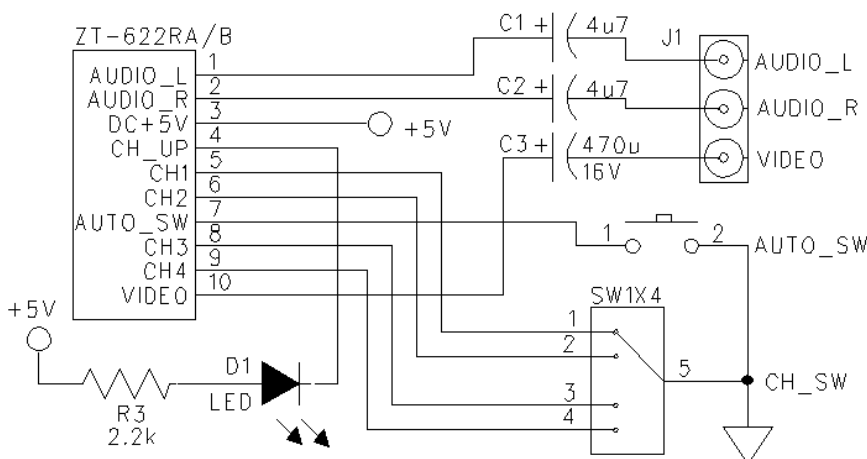 ZT-622RA/B
1
AUDIO_L
2
AUDIO_R
3
DC+5V
4
CH_UP
5
CH1
6
CH2
7
AUTO_SW
8
CH3
9
CH4
10
VIDEO
+5V
C1 + 4u7
C2 + 4u7
C3 + 470u
16V
J1
AUDIO_L
AUDIO_R
VIDEO
1 2 AUTO_SW
SW1X4
1
2
3
4
5
CH_SW
+5V
R3
2.2k
D1
LED